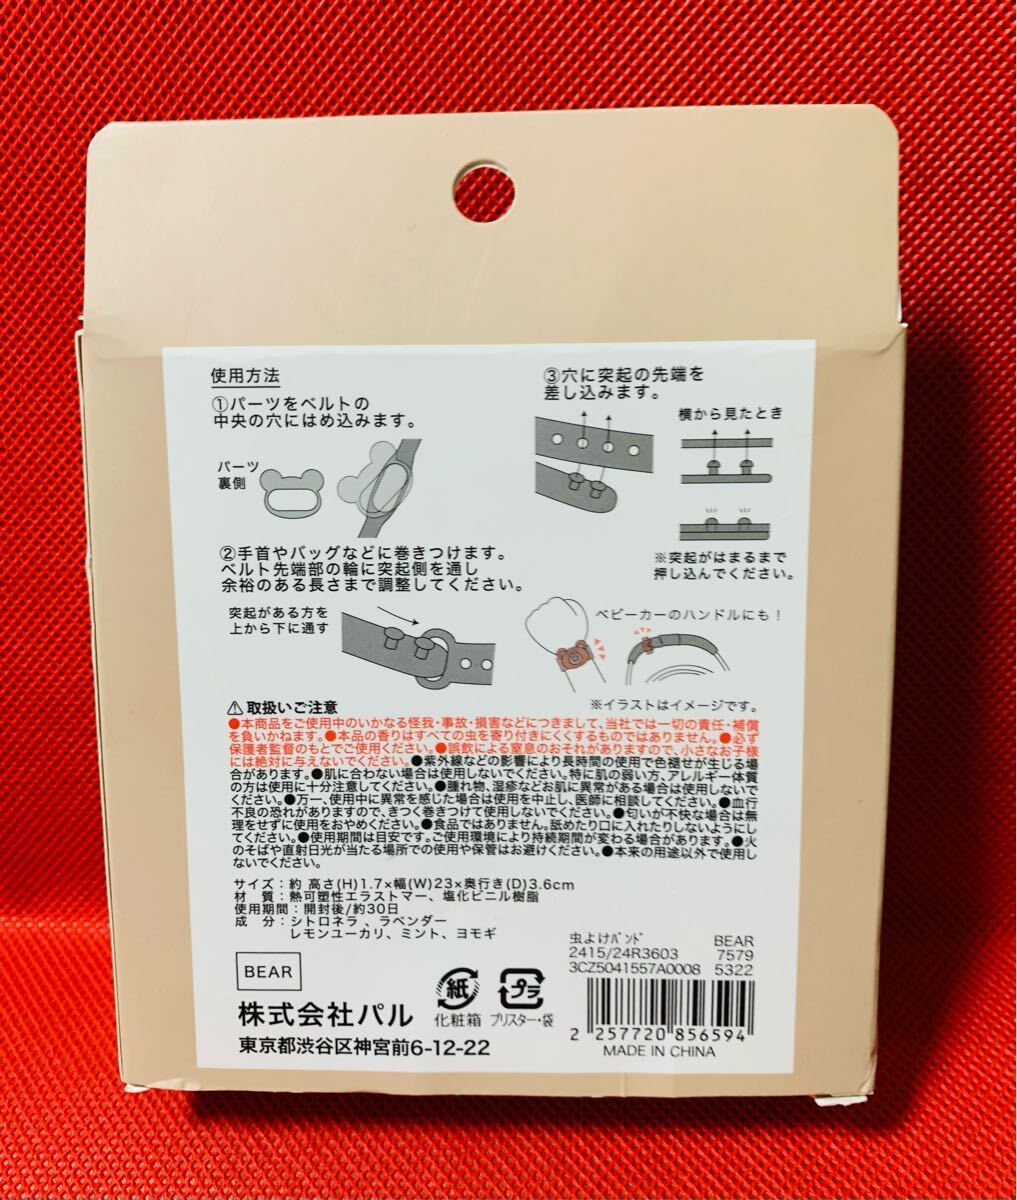 使用方法
①パーツをベルトの
中央の穴にはめ込みます。
パーツ
裏側
②手首やバッグなどに巻きつけます。
ベルト先端部の輪に突起側を通し
余裕のある長さまで調整してください。
突起がある方を
上から下に通す
③穴に突起の先端を
差し込みます。
横から見たとき
※突起がはまるまで
押し込んでください。
ベビーカーのハンドルにも！
※イラストはイメージです。
⚠取扱いご注意
●本商品をご使用中のいかなる怪我・事故・損害などにつきまして、当社では一切の責任・補償
を負いかねます。●本品の香りはすべての虫を寄り付きにくくするものではありません。●必ず
保護者監督のもとでご使用ください。●誤飲による窒息のおそれがありますので、小さなお子様
には絶対に与えないでください。●紫外線などの影響により長時間の使用で色褪せが生じる場
合があります。●肌に合わない場合は使用しないでください。特に肌の弱い方、アレルギー体質
の方は使用に十分注意してください。●腫れ物、湿疹などお肌に異常がある場合は使用しないで
ください。●万一、使用中に異常を感じた場合は使用を中止し、医師に相談してください。●血行
不良の恐れがありますので、きつく巻きつけて使用しないでください。●匂いが不快な場合は無
理をせずに使用をおやめください。●食品ではありません。舐めたり口に入れたりしないようにし
てください。●使用期間は目安です。ご使用環境により持続期間が変わる場合があります。●火
のそばや直射日光が当たる場所での使用や保管はお避けください。●本来の用途以外で使用し
ないでください。
サイズ：約 高さ(H)1.7×幅(W)23×奥行き(D)3.6cm
材　質：熱可塑性エラストマー、塩化ビニル樹脂
使用期間：開封後/約30日
成　分：シトロネラ、ラベンダー
レモンユーカリ、ミント、ヨモギ
BEAR
株式会社パル
東京都渋谷区神宮前6-12-22
紙
化粧箱
プラ
ブリスター・袋
虫よけﾊﾞﾝﾄﾞ BEAR
2415/24R3603 7579
3CZ5041557A0008 5322
2 257720 856594
MADE IN CHINA